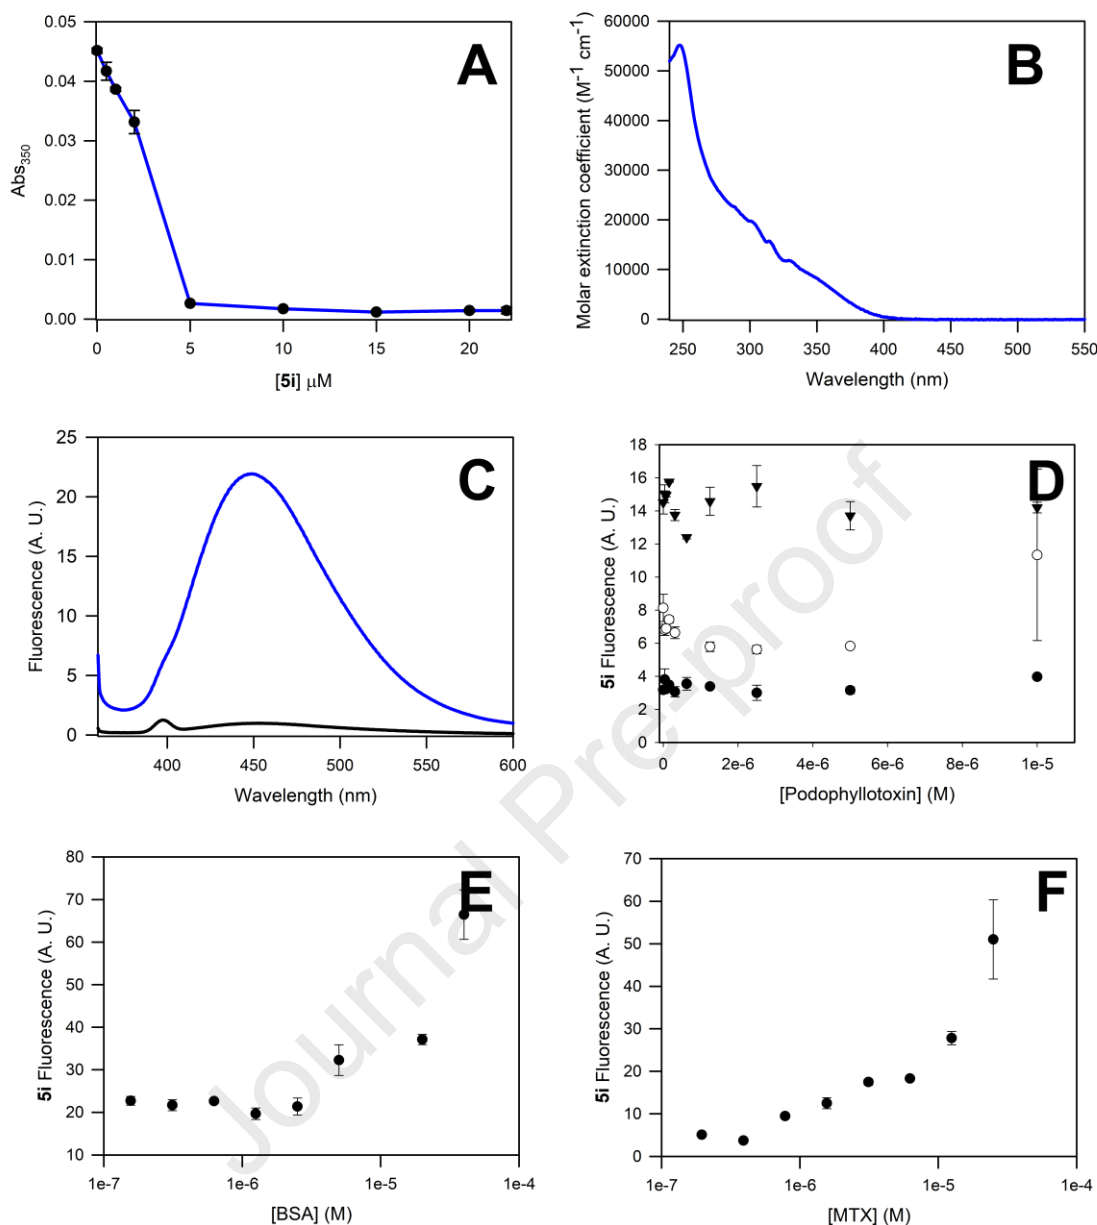 A
0.05
0.04
0.03
0.02
0.01
0.00
Abs350
0 5 10 15 20
[5i] μM
B
60000
50000
40000
30000
20000
10000
0
Molar extinction coefficient (M⁻¹ cm⁻¹)
250 300 350 400 450 500 550
Wavelength (nm)
C
25
20
15
10
5
0
Fluorescence (A. U.)
400 450 500 550 600
Wavelength (nm)
D
18
16
14
12
10
8
6
4
2
0
5i Fluorescence (A. U.)
0 2e-6 4e-6 6e-6 8e-6 1e-5
[Podophyllotoxin] (M)
E
80
70
60
50
40
30
20
10
5i Fluorescence (A. U.)
1e-7 1e-6 1e-5 1e-4
[BSA] (M)
F
70
60
50
40
30
20
10
0
5i Fluorescence (A. U.)
1e-7 1e-6 1e-5 1e-4
[MTX] (M)
Journal Pre-proof